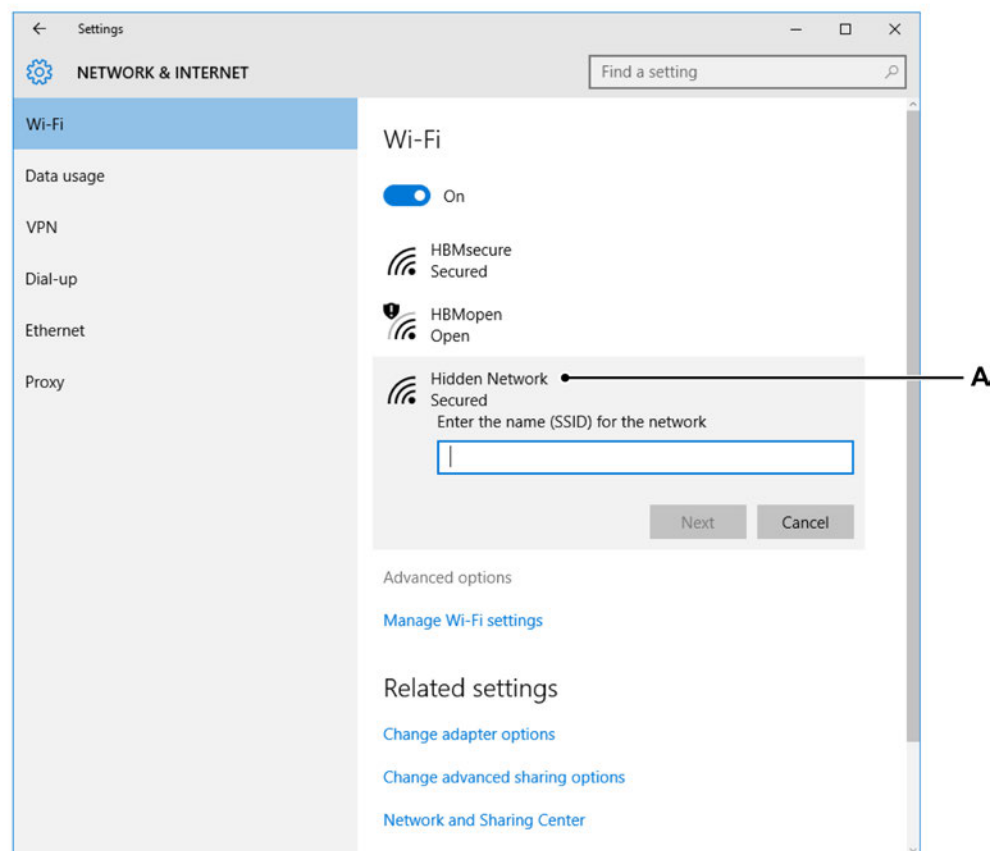 Settings
NETWORK & INTERNET
Find a setting
Wi-Fi
Data usage
VPN
Dial-up
Ethernet
Proxy
Wi-Fi
On
HBMsecure
Secured
HBMopen
Open
Hidden Network
A
Secured
Enter the name (SSID) for the network
Next
Cancel
Advanced options
Manage Wi-Fi settings
Related settings
Change adapter options
Change advanced sharing options
Network and Sharing Center